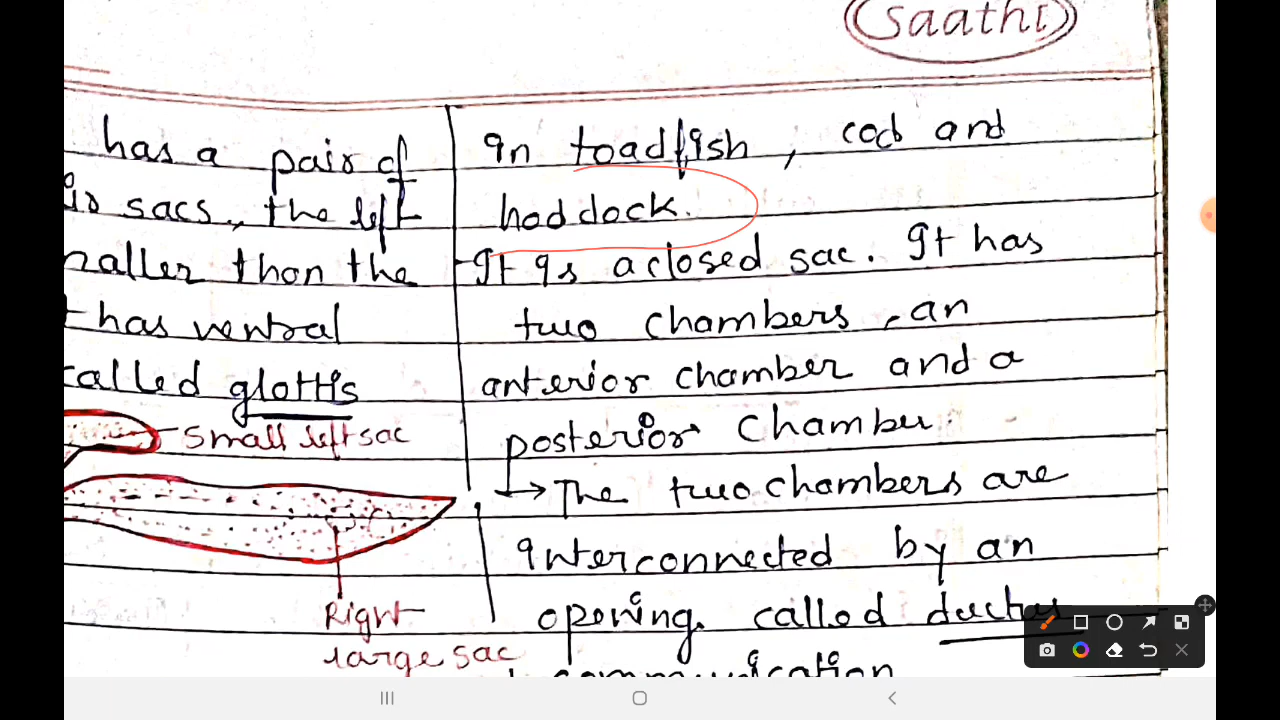 Saathi
has a pair of
sacs, the left
than the
has ventral
called glottis
Small left sac
Right
large sac
In toadfish, cod and
haddock.
It is a closed sac. It has
two chambers, an
anterior chamber and a
posterior chamber
→ The two chambers are
interconnected by an
opening called ductus
communication